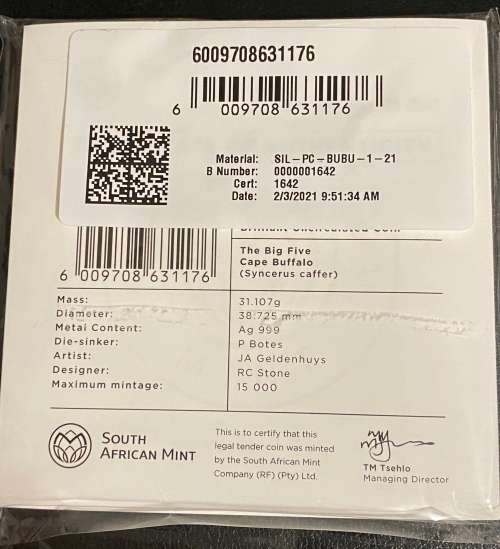 6009708631176
6 009708 631176
Material: SIL-PC-BUBU-1-21
B Number: 0000001642
Cert: 1642
Date: 2/3/2021 9:51:34 AM
The Big Five
Cape Buffalo
(Syncerus caffer)
6 009708 631176
Mass: 31.107g
Diameter: 38.725 mm
Metal Content: Ag 999
Die-sinker: P Botes
Artist: JA Geldenhuys
Designer: RC Stone
Maximum mintage: 15 000
SOUTH
AFRICAN MINT
This is to certify that this
legal tender coin was minted
by the South African Mint
Company (RF) (Pty) Ltd.
TM Tsehlo
Managing Director